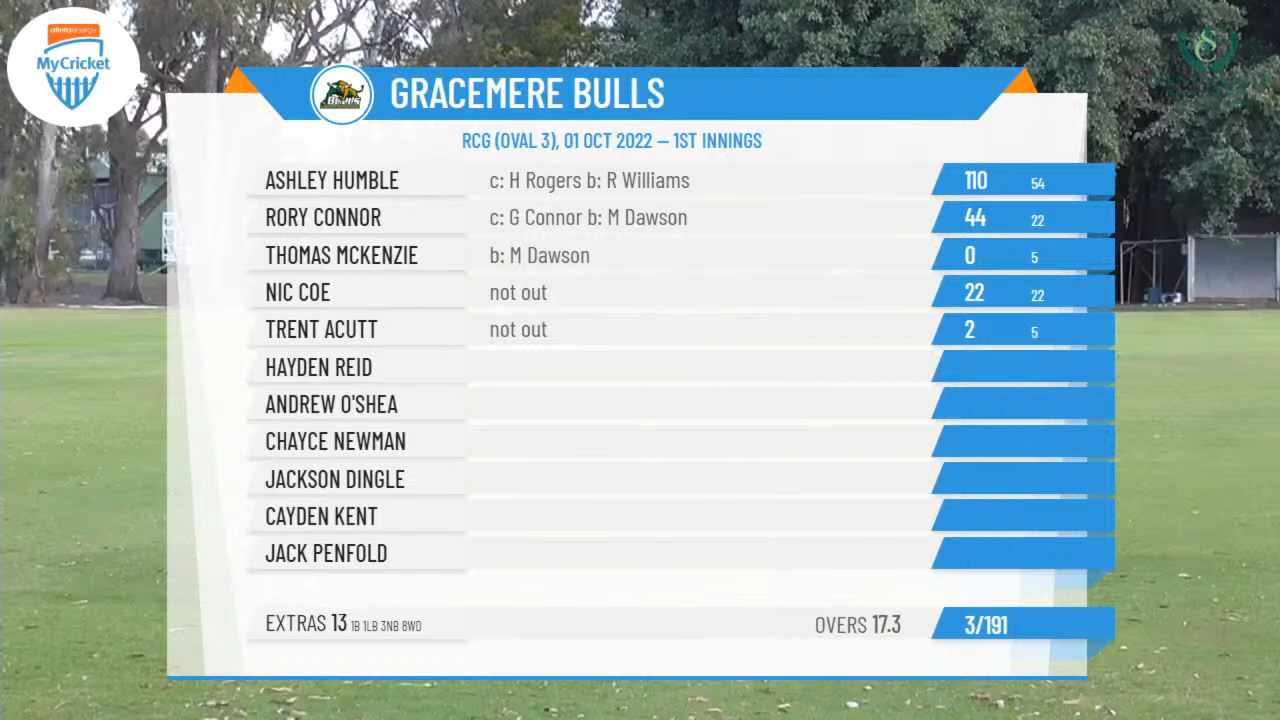 alintaenergy
MyCricket
GRACEMERE BULLS
RCG (OVAL 3), 01 OCT 2022 – 1ST INNINGS
ASHLEY HUMBLE c: H Rogers b: R Williams 110 54
RORY CONNOR c: G Connor b: M Dawson 44 22
THOMAS MCKENZIE b: M Dawson 0 5
NIC COE not out 22 22
TRENT ACUTT not out 2 5
HAYDEN REID
ANDREW O'SHEA
CHAYCE NEWMAN
JACKSON DINGLE
CAYDEN KENT
JACK PENFOLD
EXTRAS 13 1B 1LB 3NB 8WD OVERS 17.3 3/191